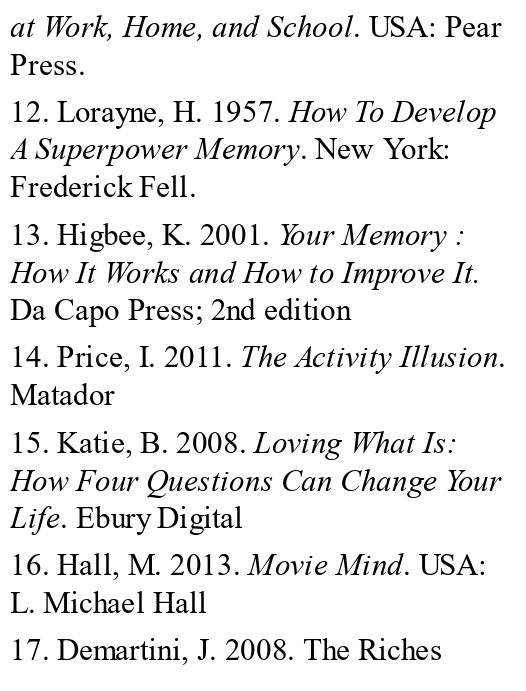 at Work, Home, and School. USA: Pear
Press.
12. Lorayne, H. 1957. How To Develop
A Superpower Memory. New York:
Frederick Fell.
13. Higbee, K. 2001. Your Memory :
How It Works and How to Improve It.
Da Capo Press; 2nd edition
14. Price, I. 2011. The Activity Illusion.
Matador
15. Katie, B. 2008. Loving What Is:
How Four Questions Can Change Your
Life. Ebury Digital
16. Hall, M. 2013. Movie Mind. USA:
L. Michael Hall
17. Demartini, J. 2008. The Riches